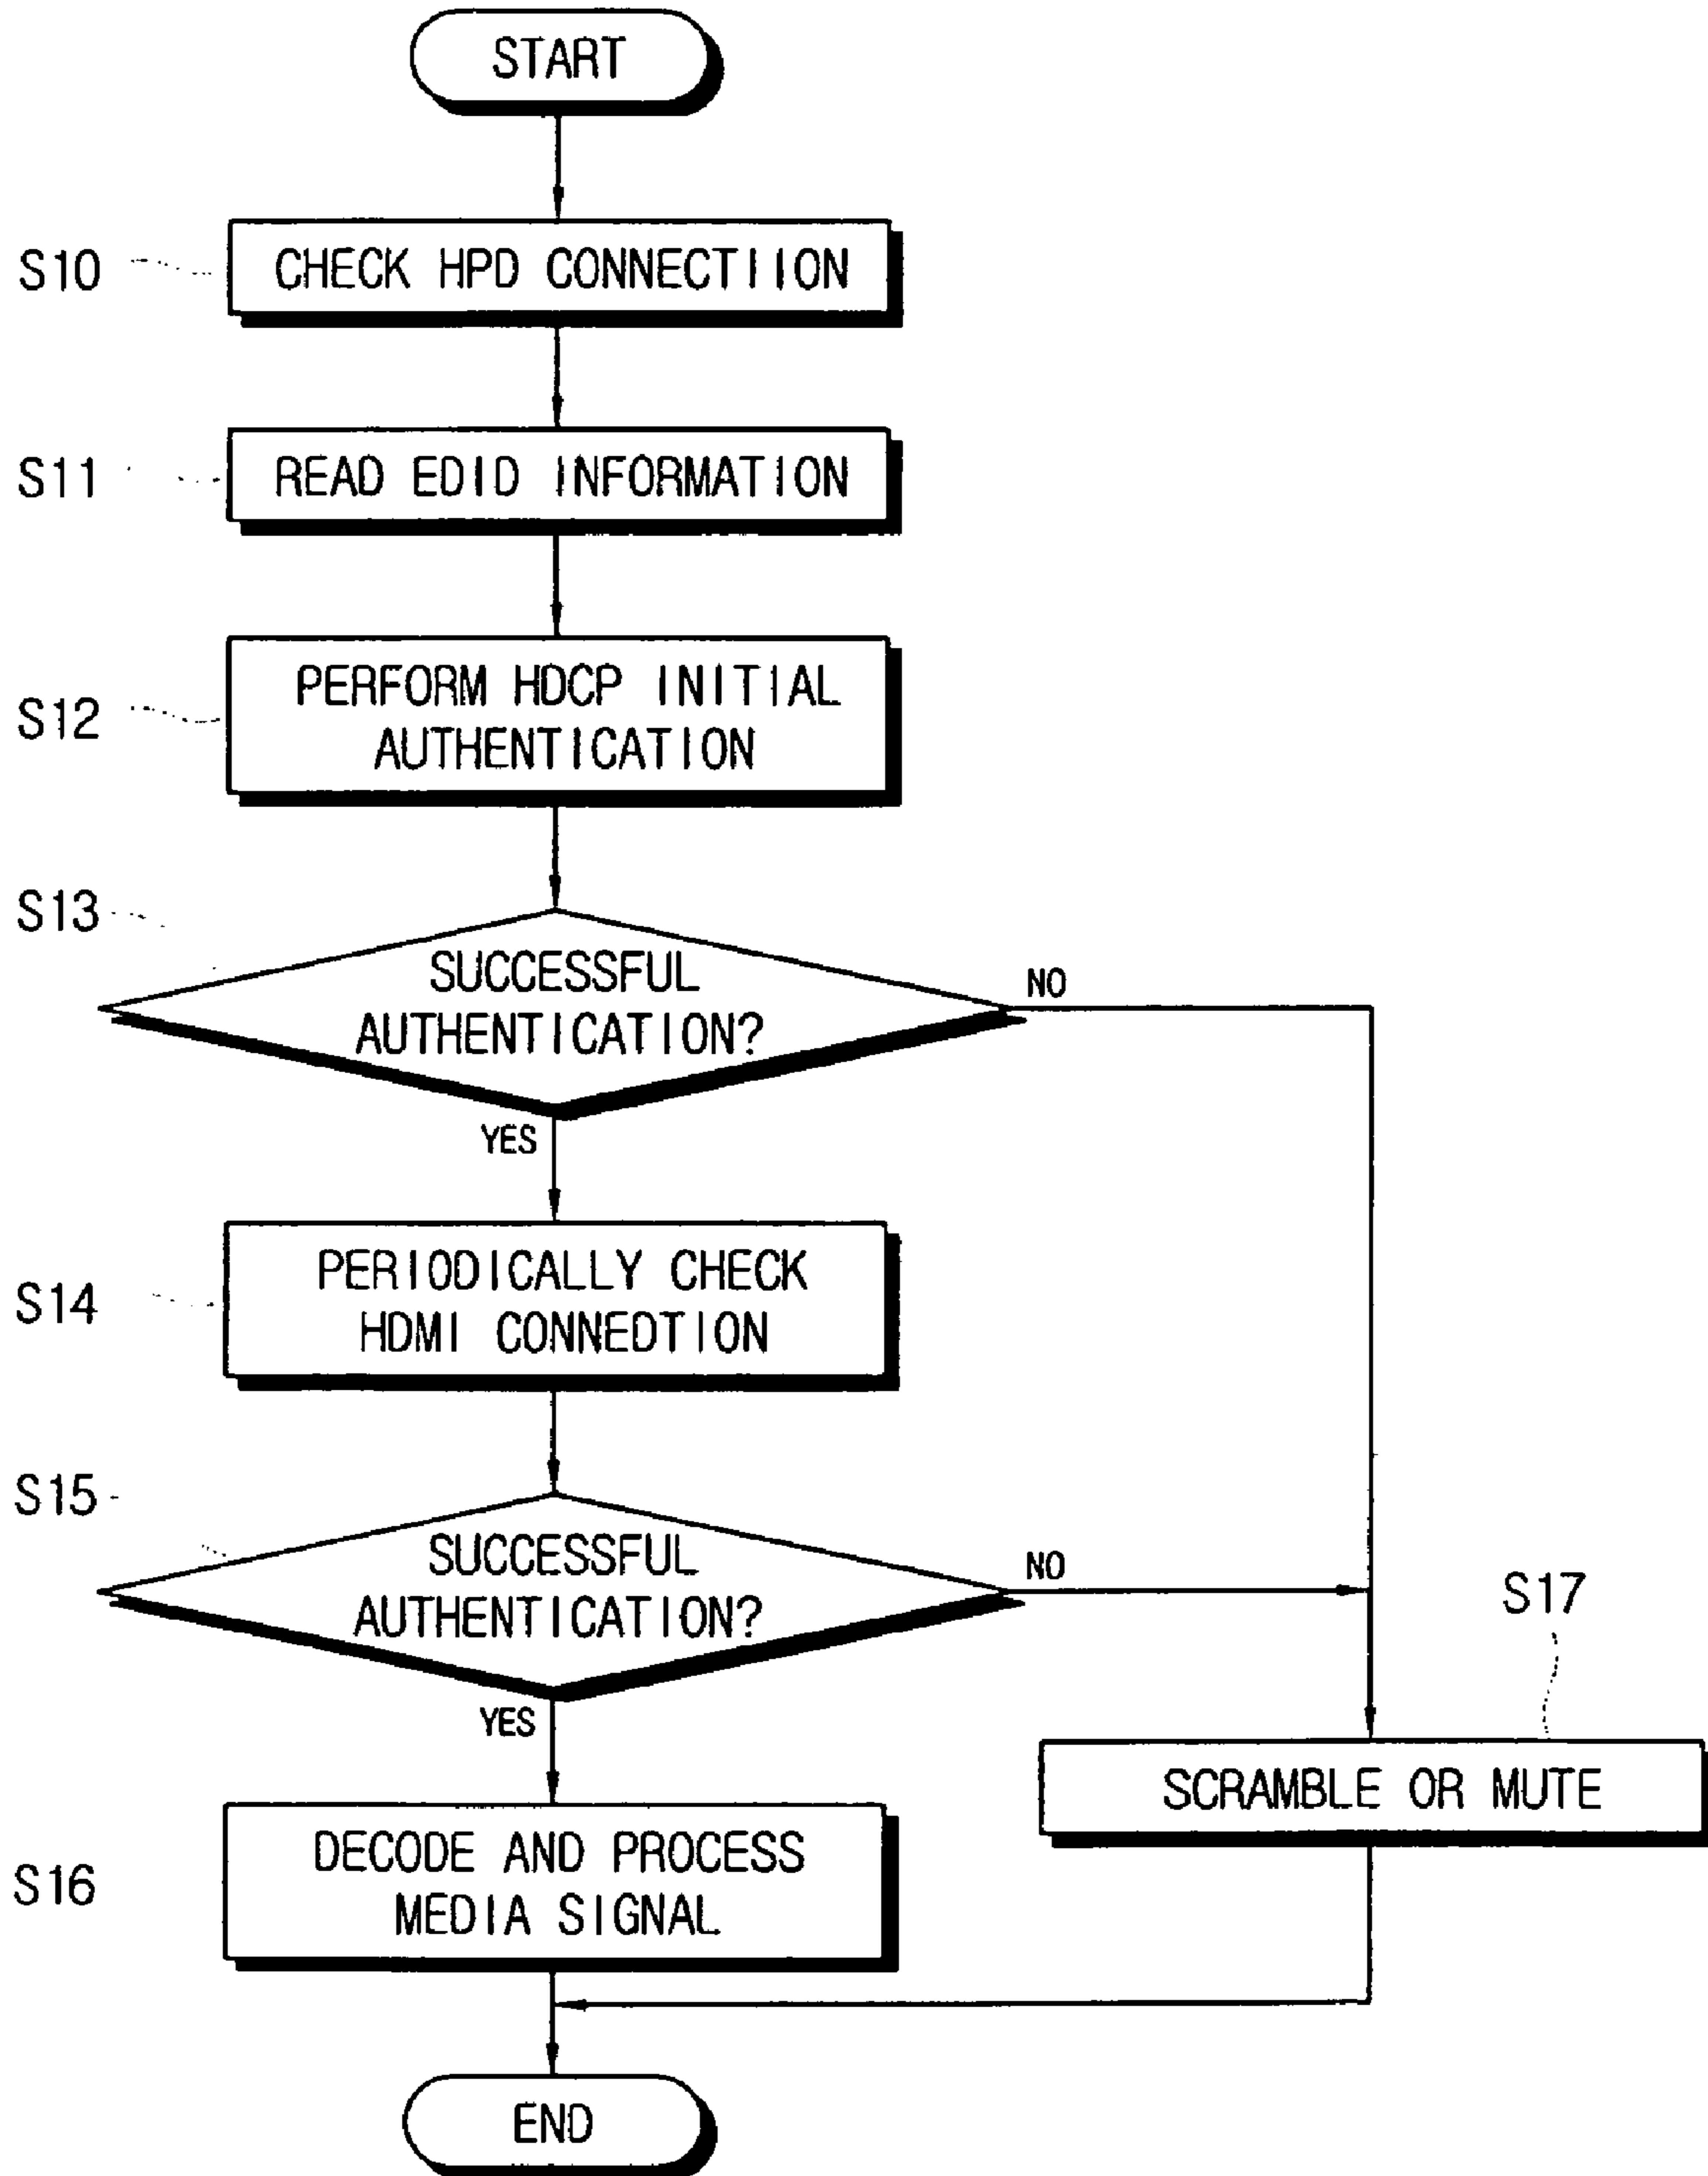 START
S10
CHECK HPD CONNECTIION
S11
READ EDID INFORMATION
S12
PERFORM HDCP INITIAL
AUTHENTICATION
S13
SUCCESSFUL
AUTHENTICATION?
NO
YES
S14
PERIODICALLY CHECK
HDMI CONNEDTION
S15
SUCCESSFUL
AUTHENTICATION?
NO
YES
S17
SCRAMBLE OR MUTE
S16
DECODE AND PROCESS
MEDIA SIGNAL
END